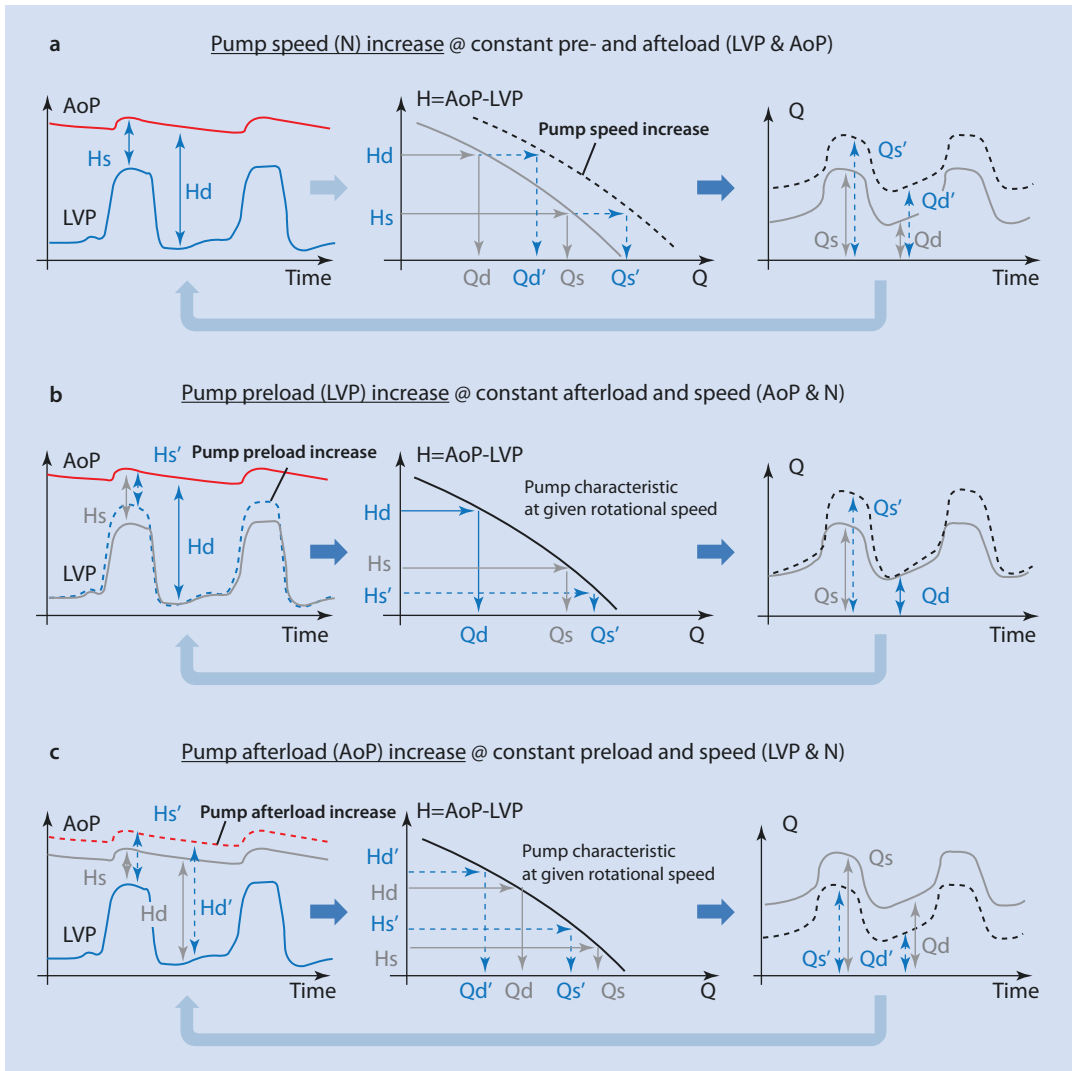 a
Pump speed (N) increase @ constant pre- and afteload (LVP & AoP)
AoP
Hs
Hd
LVP
Time
H=AoP-LVP
Pump speed increase
Hd
Hs
Qd
Qd’
Qs
Qs’
Q
Q
Qs’
Qd’
Qs
Qd
Time
b
Pump preload (LVP) increase @ constant afterload and speed (AoP & N)
AoP
Hs’
Pump preload increase
Hs
Hd
LVP
Time
H=AoP-LVP
Pump characteristic
at given rotational speed
Hd
Hs
Hs’
Qd
Qs
Qs’
Q
Q
Qs’
Qs
Qd
Time
c
Pump afterload (AoP) increase @ constant preload and speed (LVP & N)
AoP
Hs’
Pump afterload increase
Hs
Hd
Hd’
LVP
Time
H=AoP-LVP
Pump characteristic
at given rotational speed
Hd’
Hd
Hs’
Hs
Qd’
Qd
Qs’
Qs
Q
Q
Qs
Qs’
Qd’
Qd
Time